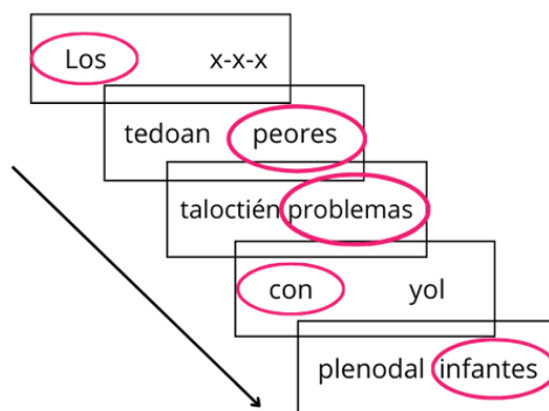 Los x-x-x
tedoan peores
taloctién problemas
con yol
plenodal infantes